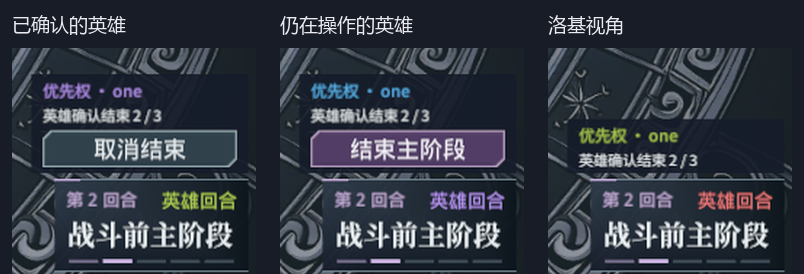 已确认的英雄
优先权・one
英雄确认结束 2 / 3
取消结束
第 2 回合 英雄回合
战斗前主阶段
仍在操作的英雄
优先权・one
英雄确认结束 2 / 3
结束主阶段
第 2 回合 英雄回合
战斗前主阶段
洛基视角
优先权・one
英雄确认结束 2 / 3
第 2 回合 英雄回合
战斗前主阶段